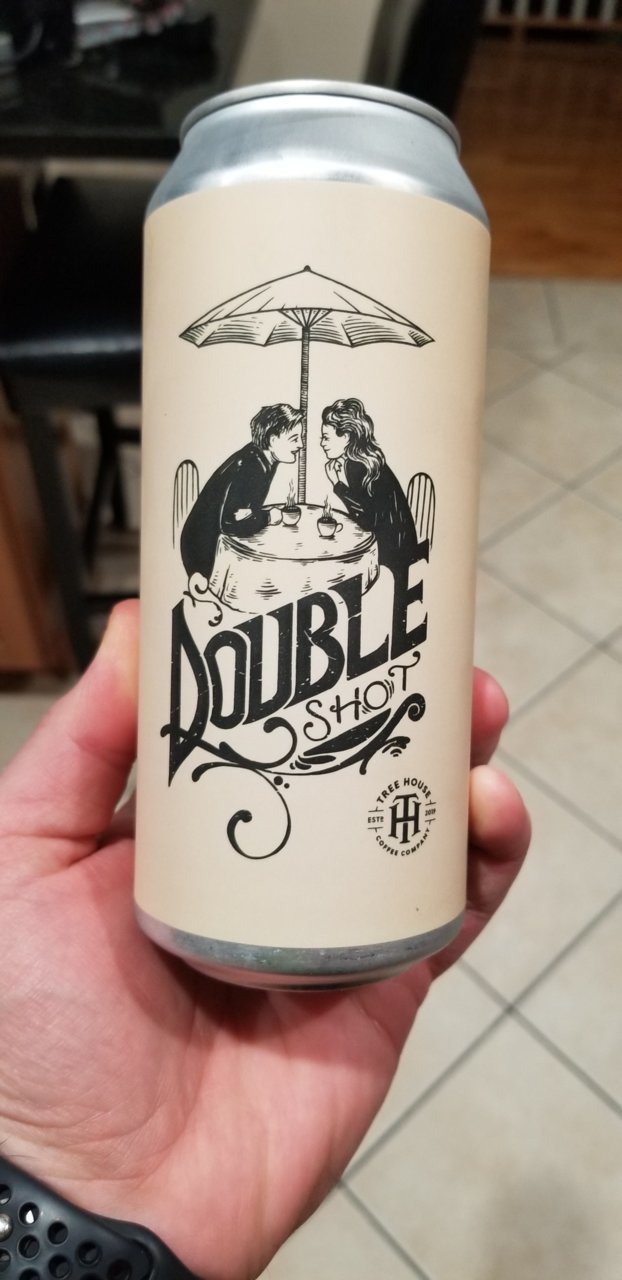 DOUBLE
SHOT
TREE HOUSE
ESTD 2019
TH
COFFEE COMPANY